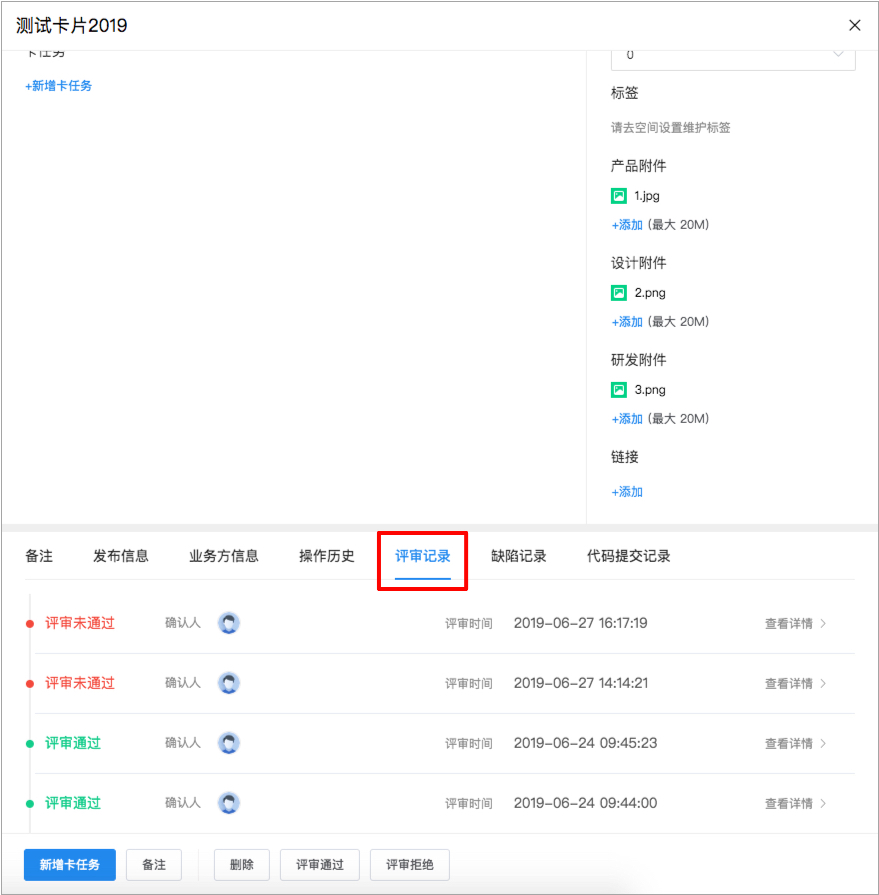 测试卡片2019
卡任务
+新增卡任务
0
标签
请去空间设置维护标签
产品附件
1.jpg
+添加 (最大 20M)
设计附件
2.png
+添加 (最大 20M)
研发附件
3.png
+添加 (最大 20M)
链接
+添加
备注 发布信息 业务方信息 操作历史 评审记录 缺陷记录 代码提交记录
评审未通过 确认人 评审时间 2019-06-27 16:17:19 查看详情
评审未通过 确认人 评审时间 2019-06-27 14:14:21 查看详情
评审通过 确认人 评审时间 2019-06-24 09:45:23 查看详情
评审通过 确认人 评审时间 2019-06-24 09:44:00 查看详情
新增卡任务 备注 删除 评审通过 评审拒绝